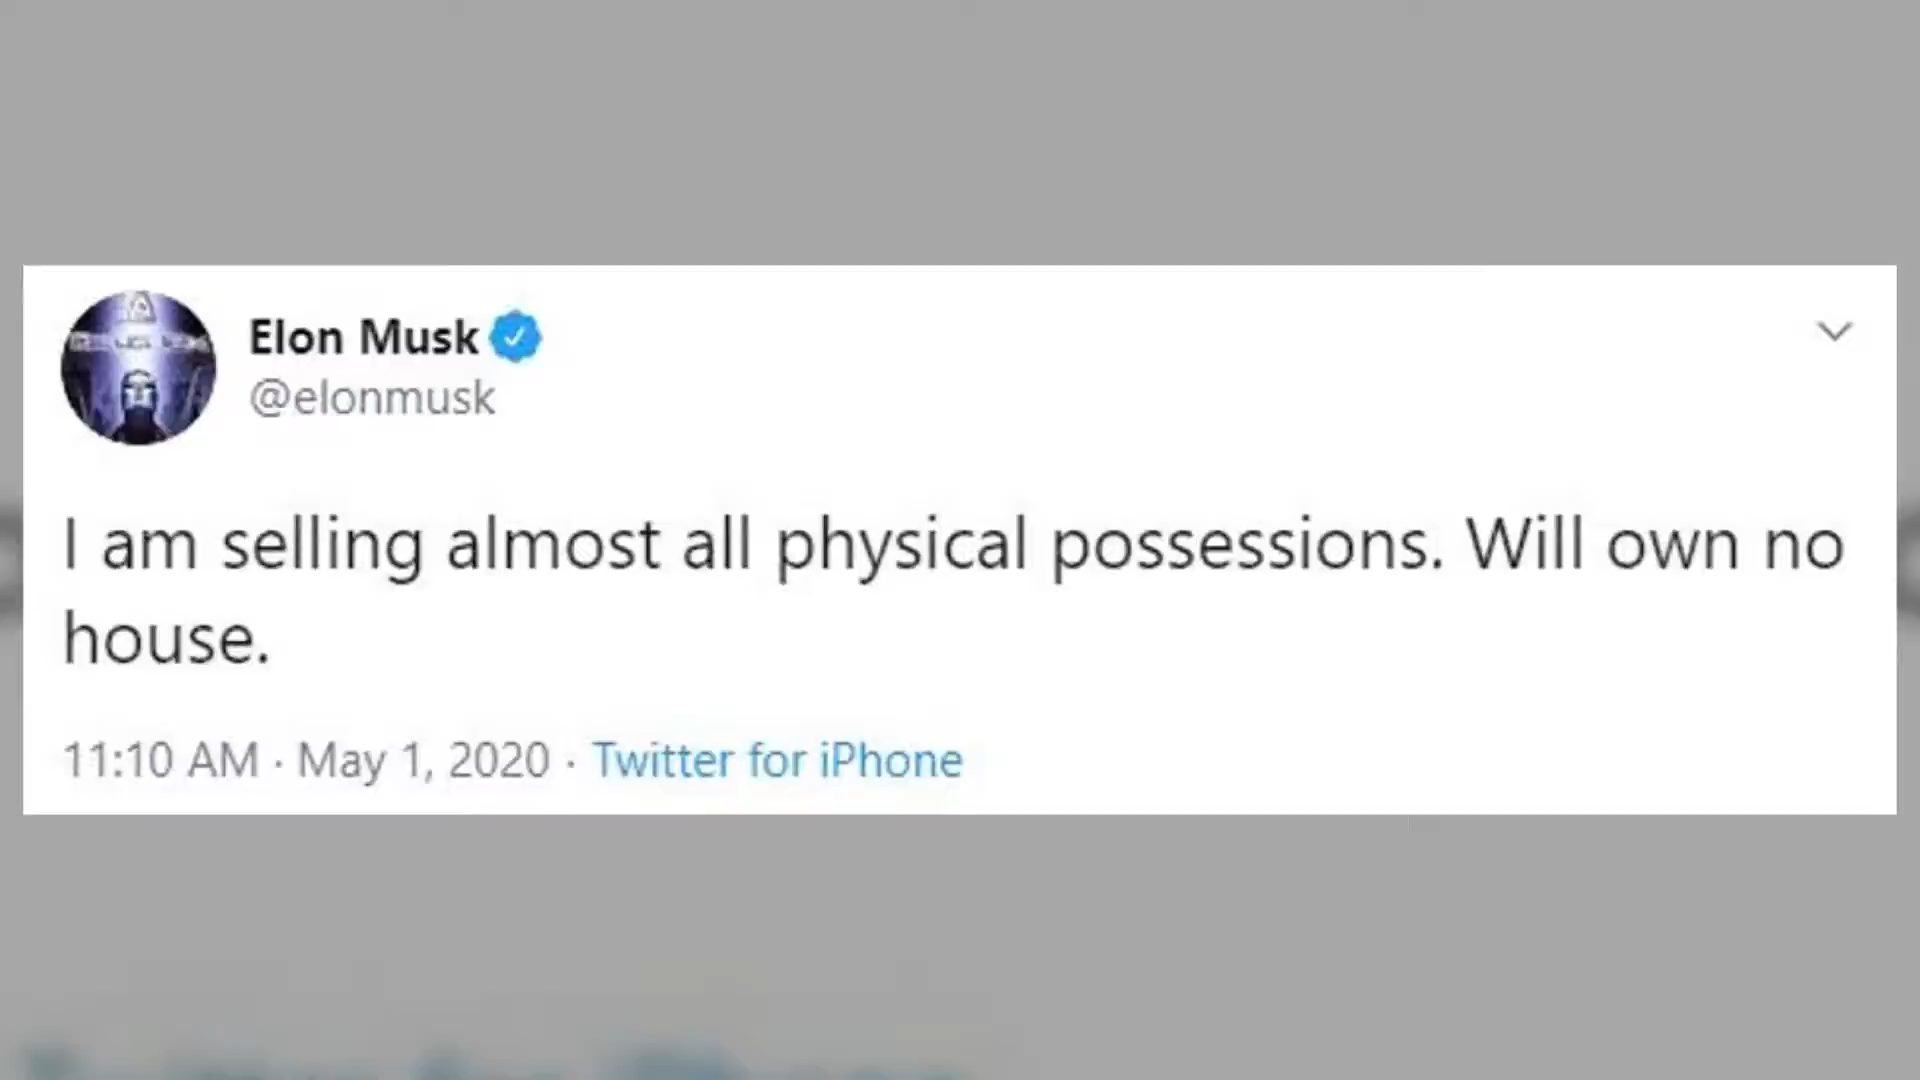 Elon Musk
@elonmusk
I am selling almost all physical possessions. Will own no
house.
11:10 AM · May 1, 2020 · Twitter for iPhone